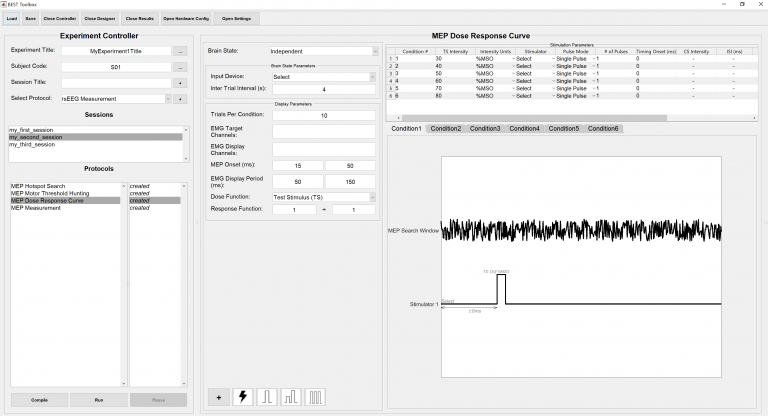 BEST Toolbox
Load Save Close Controller Close Designer Close Results Open Hardware Config Open Settings
Experiment Controller
Experiment Title: MyExperiment1Title ...
Subject Code: S01 ...
Session Title: +
Select Protocol: rsEEG Measurement +
Sessions
my_first_session
my_second_session
my_third_session
Protocols
MEP Hotspot Search created
MEP Motor Threshold Hunting created
MEP Dose Response Curve created
MEP Measurement created
Compile Run Pause
Brain State: Independent
Brain State Parameters
Input Device: Select
Inter Trial Interval (s): 4
Display Parameters
Trials Per Condition: 10
EMG Target Channels:
EMG Display Channels:
MEP Onset (ms): 15 50
EMG Display Period (ms): 50 150
Dose Function: Test Stimulus (TS)
Response Function: 1 ÷ 1
+
MEP Dose Response Curve
Stimulation Parameters
Condition # TS Intensity Intensity Units Stimulator Pulse Mode # of Pulses Timing Onset (ms) CS Intensity ISI (ms)
1 1 30 %MSO Select Single Pulse 1 0 - -
2 2 40 %MSO Select Single Pulse 1 0 - -
3 3 50 %MSO Select Single Pulse 1 0 - -
4 4 60 %MSO Select Single Pulse 1 0 - -
5 5 70 %MSO Select Single Pulse 1 0 - -
6 6 80 %MSO Select Single Pulse 1 0 - -
Condition1 Condition2 Condition3 Condition4 Condition5 Condition6
MEP Search Window
Select
Stimulator 1